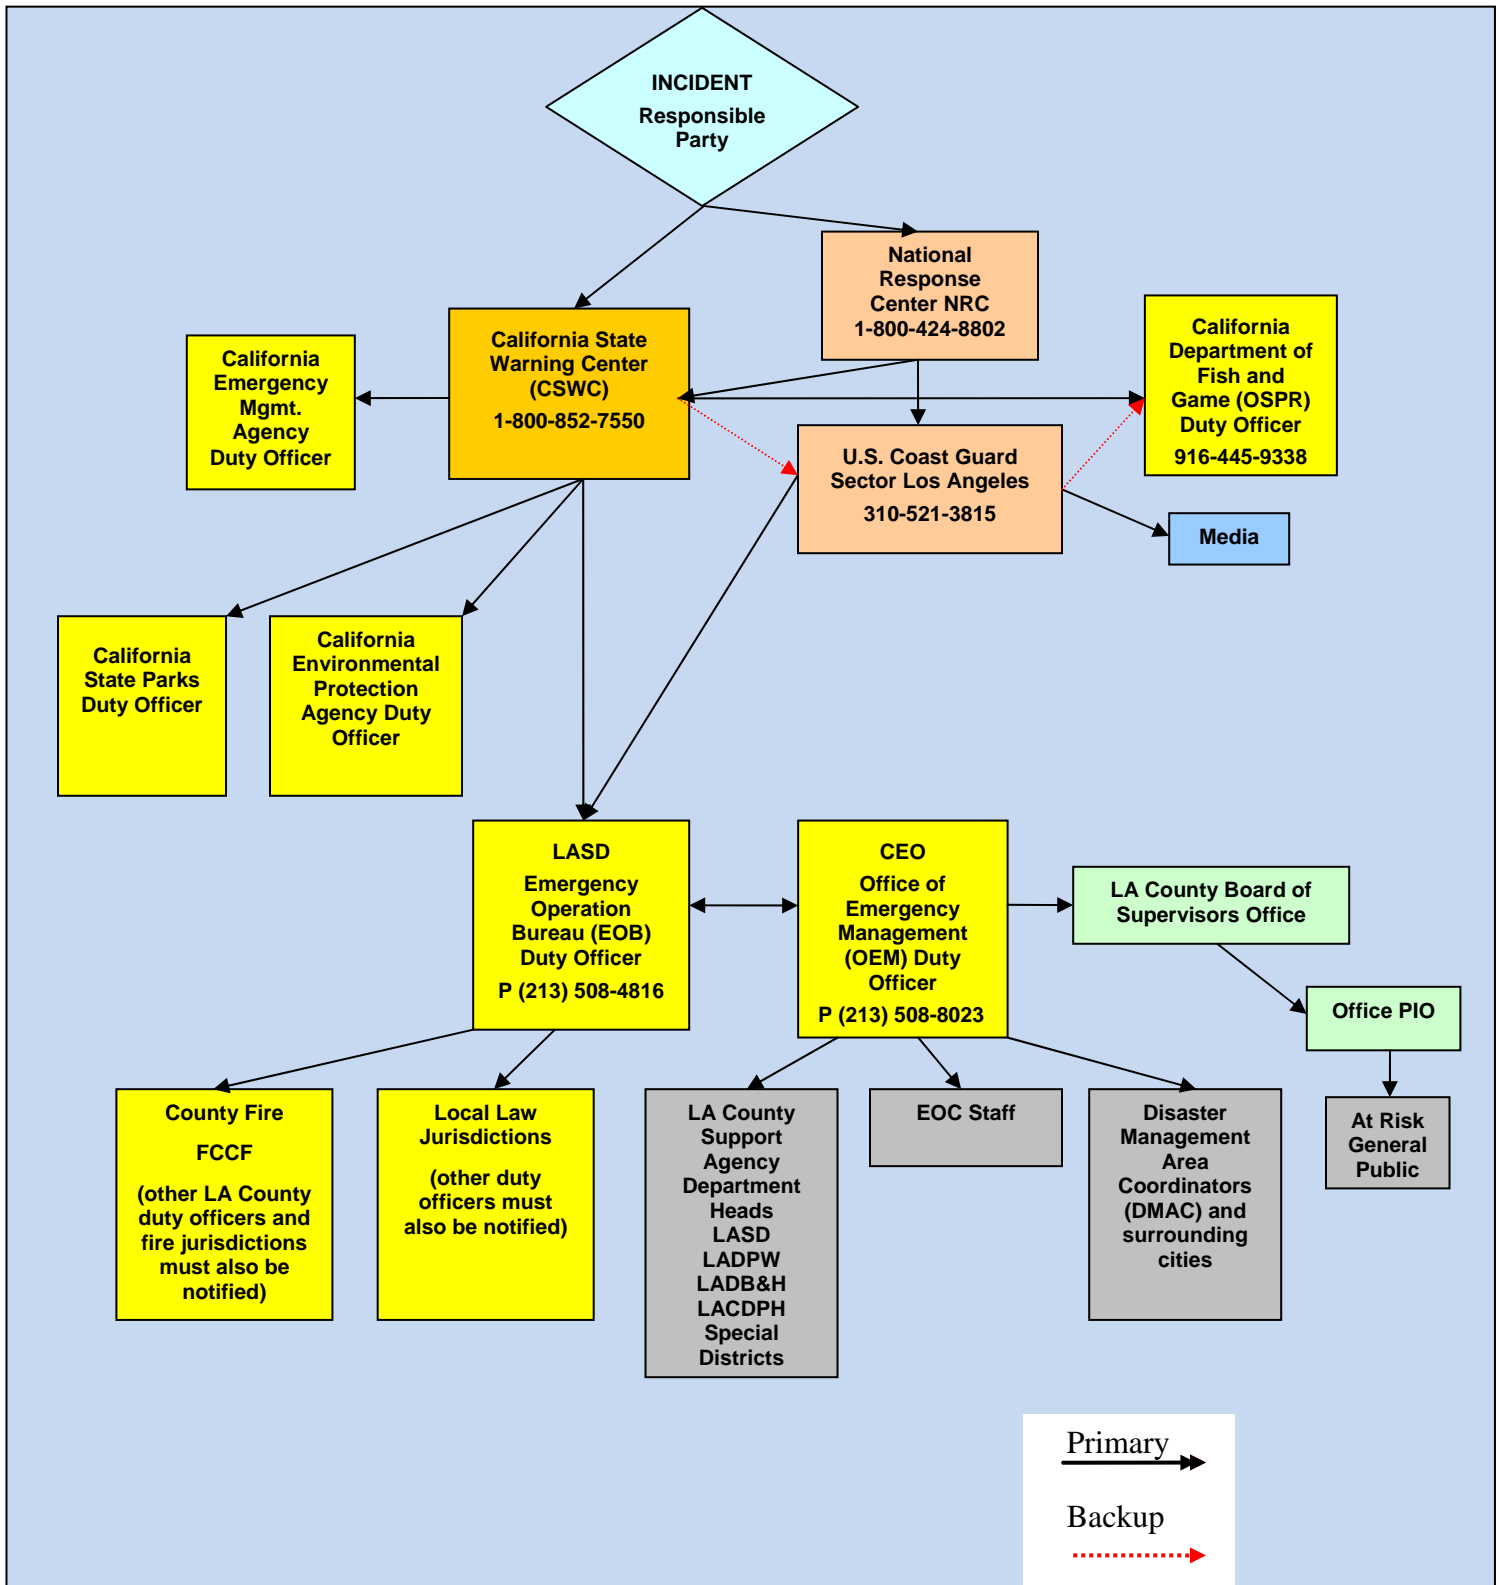 INCIDENT
Responsible
Party
National
Response
Center NRC
1-800-424-8802
California
Department of
Fish and
Game (OSPR)
Duty Officer
916-445-9338
California State
Warning Center
(CSWC)
1-800-852-7550
California
Emergency
Mgmt.
Agency
Duty Officer
U.S. Coast Guard
Sector Los Angeles
310-521-3815
Media
California
State Parks
Duty Officer
California
Environmental
Protection
Agency Duty
Officer
LASD
Emergency
Operation
Bureau (EOB)
Duty Officer
P (213) 508-4816
CEO
Office of
Emergency
Management
(OEM) Duty
Officer
P (213) 508-8023
LA County Board of
Supervisors Office
Office PIO
County Fire
FCCF
(other LA County
duty officers and
fire jurisdictions
must also be
notified)
Local Law
Jurisdictions
(other duty
officers must
also be notified)
LA County
Support
Agency
Department
Heads
LASD
LADPW
LADB&H
LACDPH
Special
Districts
EOC Staff
Disaster
Management
Area
Coordinators
(DMAC) and
surrounding
cities
At Risk
General
Public
Primary
Backup